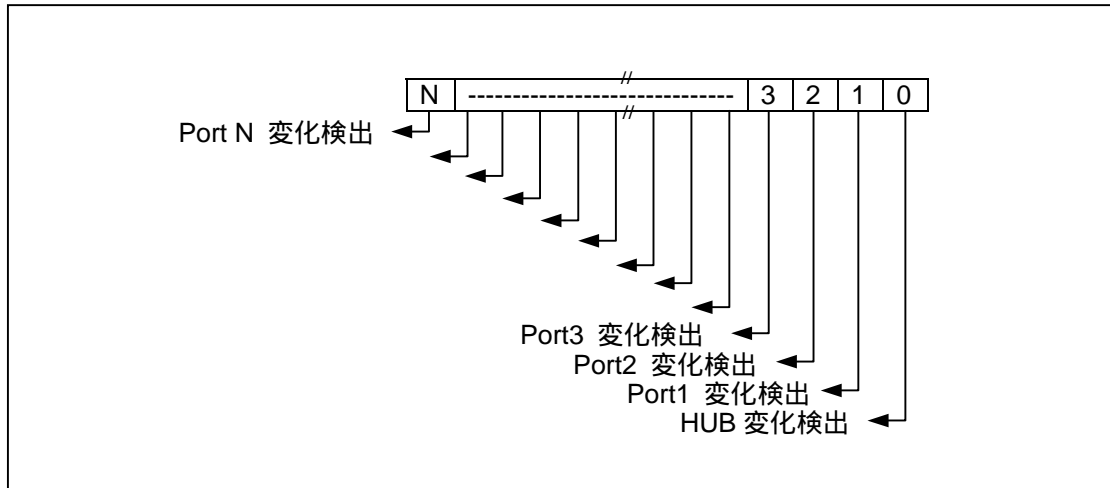 N ------------------------------- 3 2 1 0
Port N 変化検出
Port3 変化検出
Port2 変化検出
Port1 変化検出
HUB 変化検出